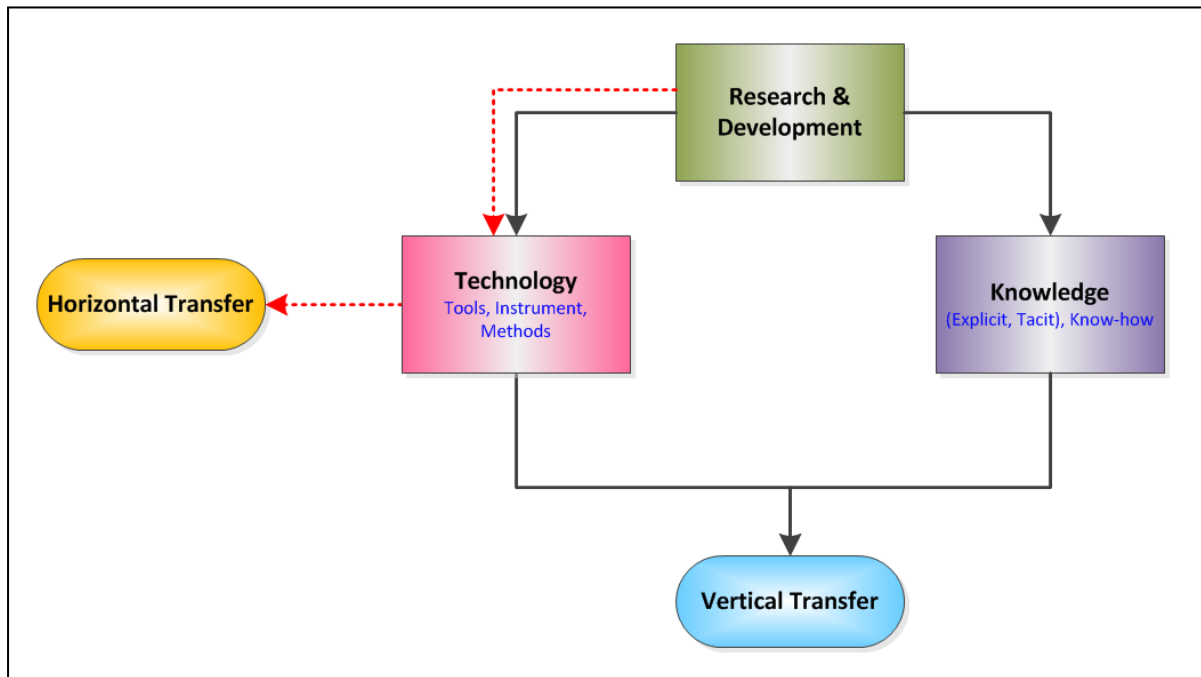 Research &
Development
Technology
Tools, Instrument,
Methods
Knowledge
(Explicit, Tacit), Know-how
Horizontal Transfer
Vertical Transfer